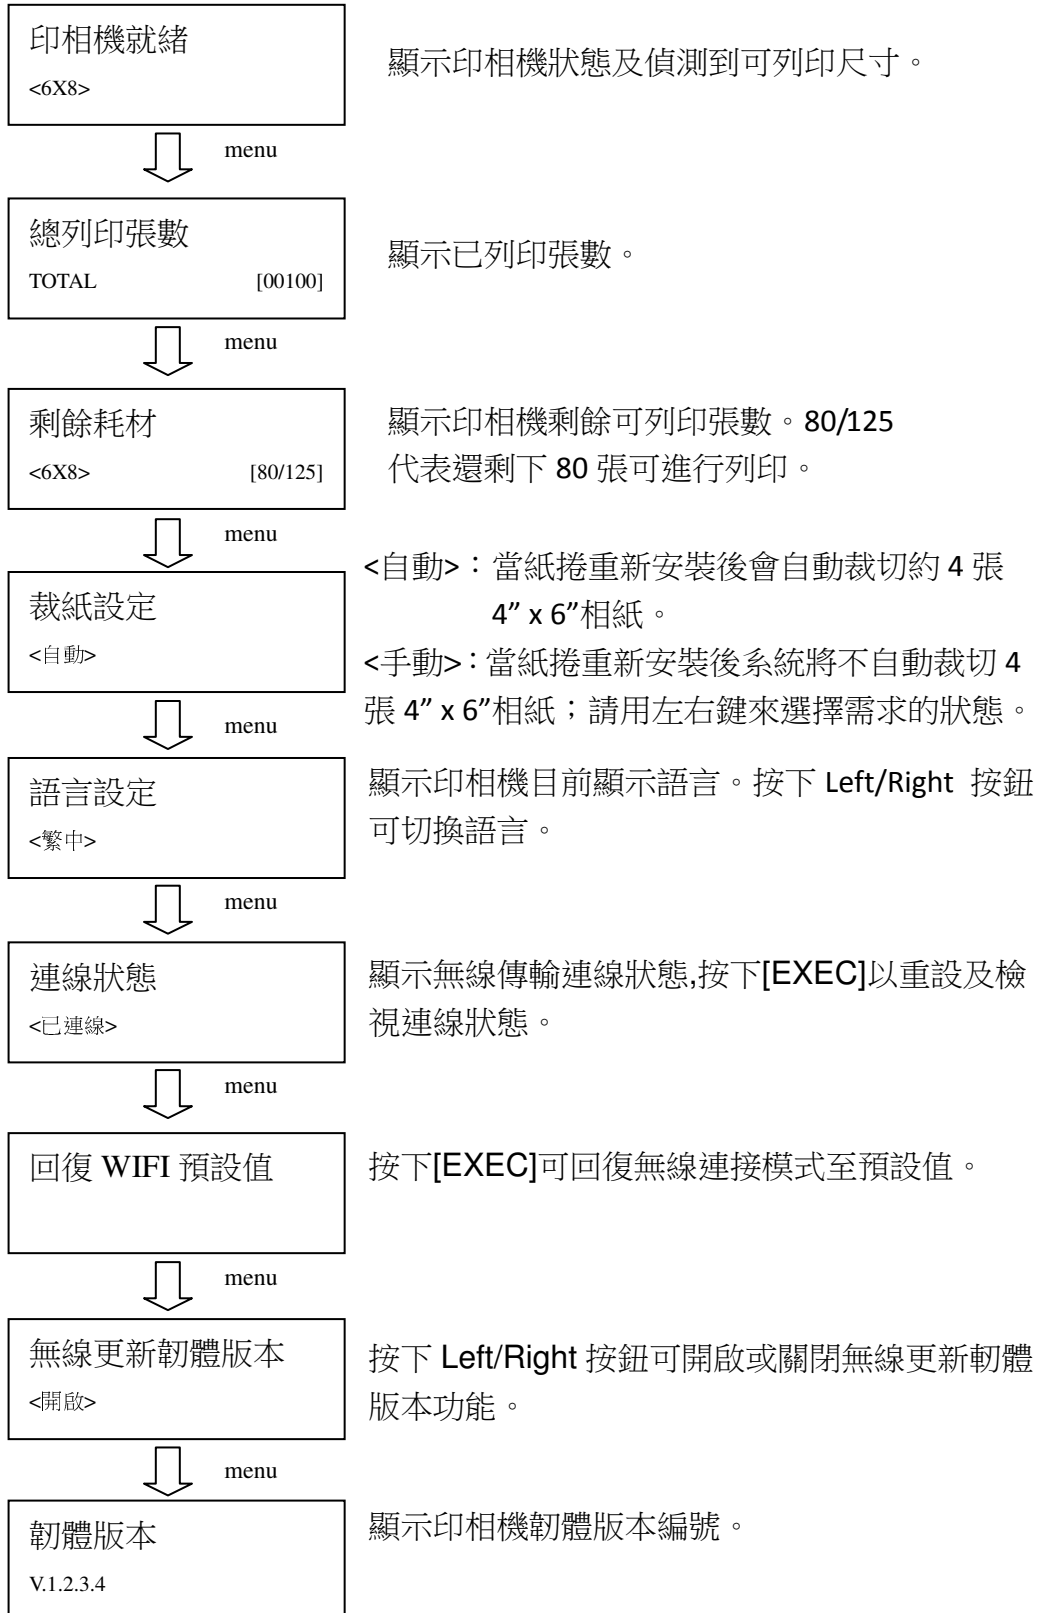 印相機就緒
<6X8>
顯示印相機狀態及偵測到可列印尺寸。
menu
總列印張數
TOTAL [00100]
顯示已列印張數。
menu
剩餘耗材
<6X8> [80/125]
顯示印相機剩餘可列印張數。80/125
代表還剩下 80 張可進行列印。
menu
裁紙設定
<自動>
<自動>：當紙捲重新安裝後會自動裁切約 4 張
4” x 6”相紙。
<手動>：當紙捲重新安裝後系統將不自動裁切 4
張 4” x 6”相紙；請用左右鍵來選擇需求的狀態。
menu
語言設定
<繁中>
顯示印相機目前顯示語言。按下 Left/Right 按鈕
可切換語言。
menu
連線狀態
<已連線>
顯示無線傳輸連線狀態,按下[EXEC]以重設及檢
視連線狀態。
menu
回復 WIFI 預設值
按下[EXEC]可回復無線連接模式至預設值。
menu
無線更新韌體版本
<開啟>
按下 Left/Right 按鈕可開啟或關閉無線更新軔體
版本功能。
menu
韌體版本
V.1.2.3.4
顯示印相機韌體版本編號。